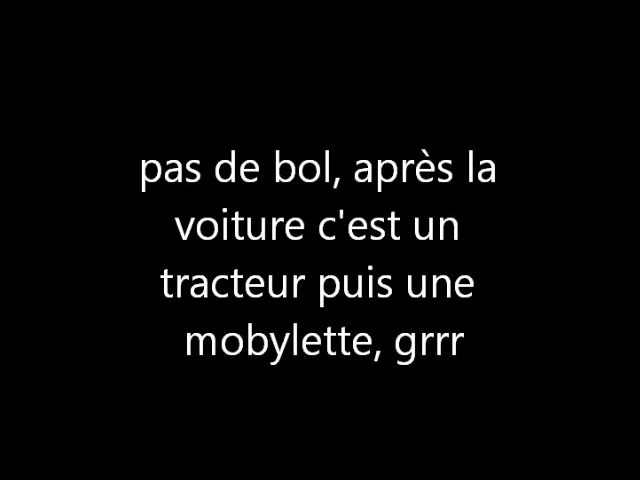 pas de bol, après la
voiture c'est un
tracteur puis une
mobylette, grrr